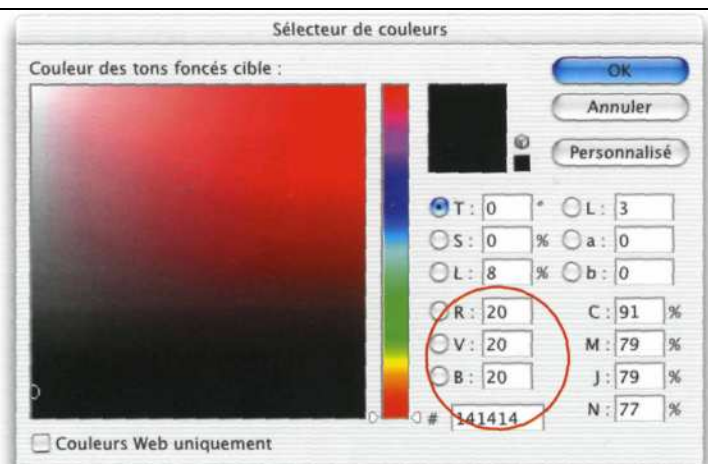 Sélecteur de couleurs
Couleur des tons foncés cible :
OK
Annuler
Personnalisé
T : 0 °
L : 3
S : 0 %
a : 0
L : 8 %
b : 0
R : 20
C : 91 %
V : 20
M : 79 %
B : 20
J : 79 %
# 141414
N : 77 %
Couleurs Web uniquement